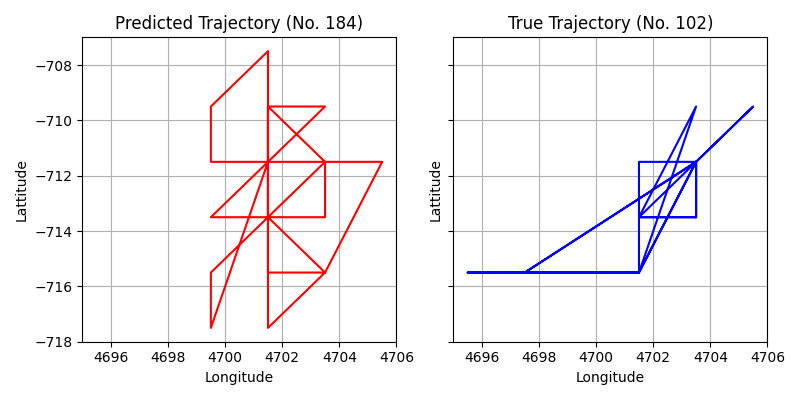 Predicted Trajectory (No. 184)
True Trajectory (No. 102)
−708
−710
−712
−714
−716
−718
Lattitude
Lattitude
4696 4698 4700 4702 4704 4706
4696 4698 4700 4702 4704 4706
Longitude
Longitude